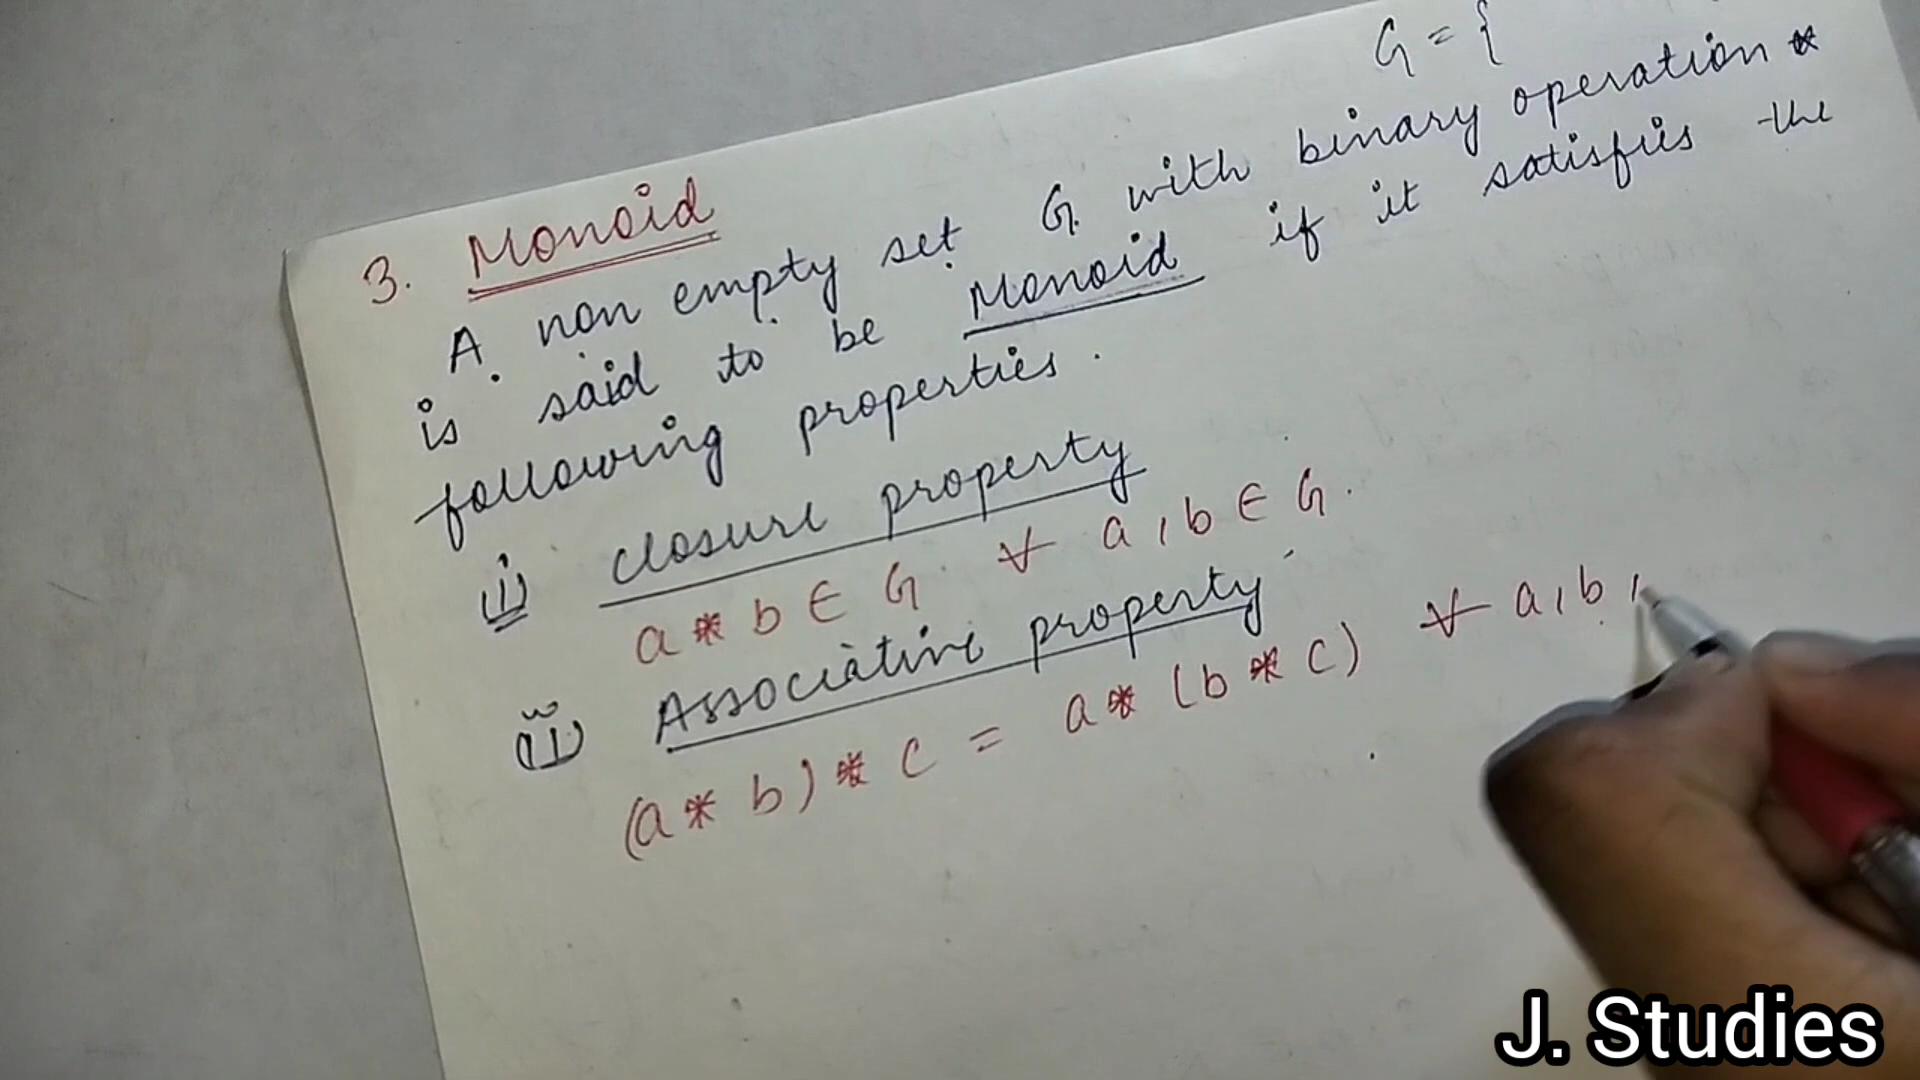 G = {
3. Monoid
A non empty set G with binary operation *
is said to be Monoid if it satisfies the
following properties.
(i) closure property
a * b ∈ G ∀ a, b ∈ G.
(ii) Associative property
(a * b) * c = a * (b * c) ∀ a, b,
J. Studies